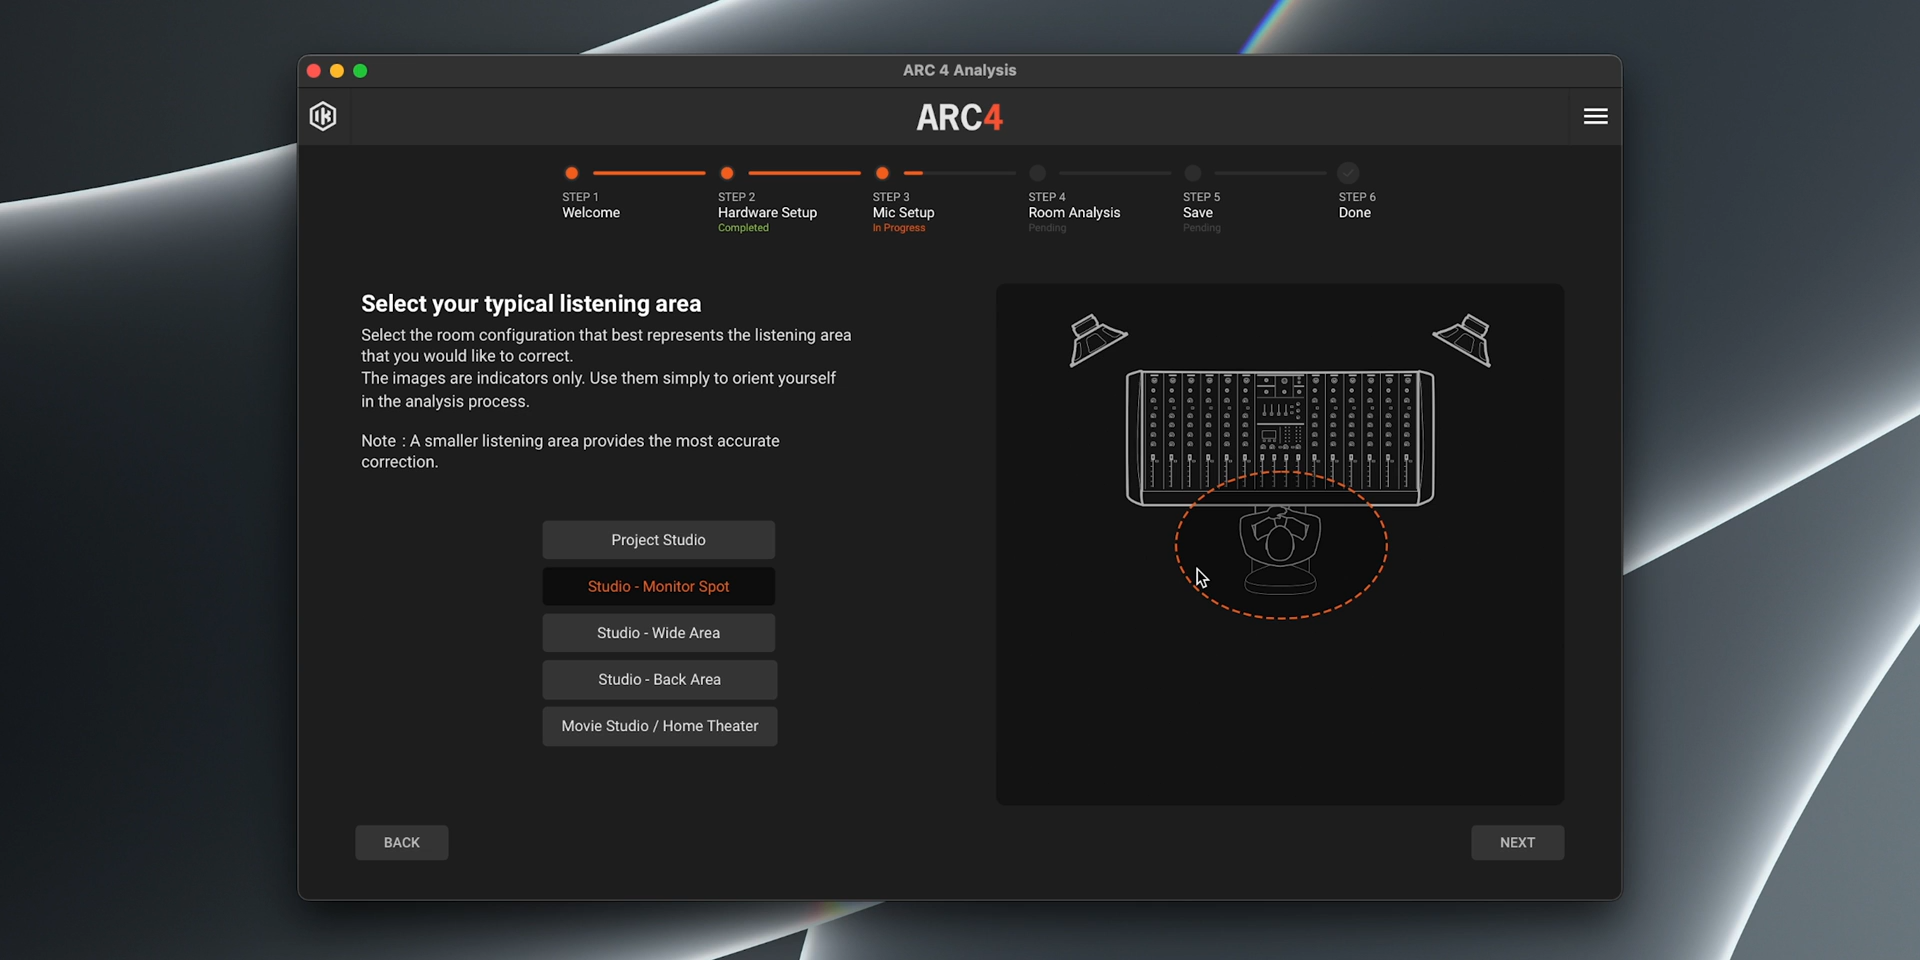 ARC 4 Analysis
IK
ARC4
STEP 1
Welcome
STEP 2
Hardware Setup
Completed
STEP 3
Mic Setup
In Progress
STEP 4
Room Analysis
Pending
STEP 5
Save
Pending
STEP 6
Done
Select your typical listening area
Select the room configuration that best represents the listening area
that you would like to correct.
The images are indicators only. Use them simply to orient yourself
in the analysis process.
Note : A smaller listening area provides the most accurate
correction.
Project Studio
Studio - Monitor Spot
Studio - Wide Area
Studio - Back Area
Movie Studio / Home Theater
BACK
NEXT